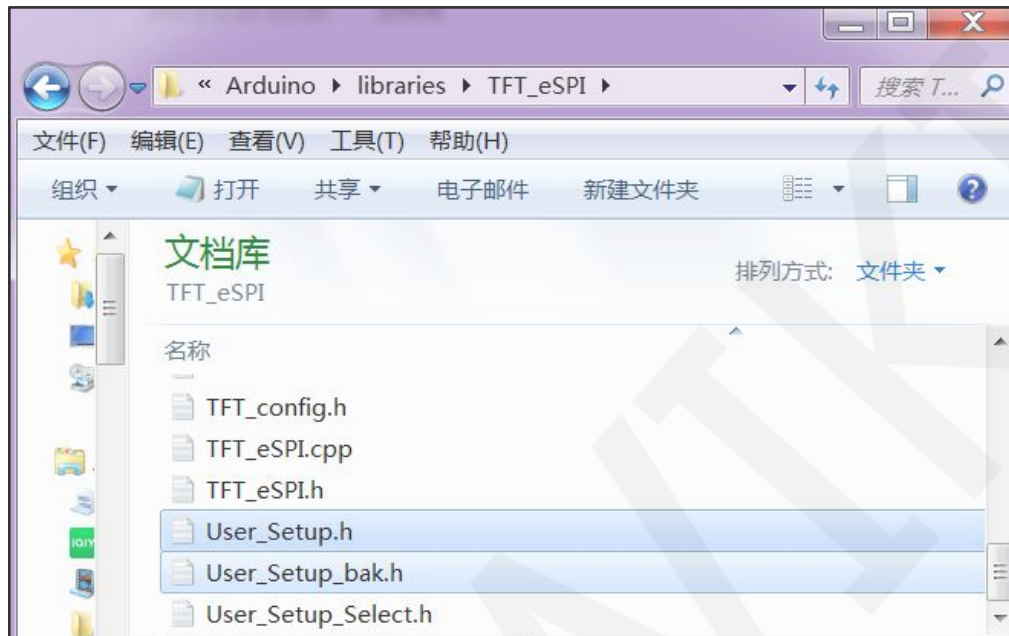 « Arduino ▸ libraries ▸ TFT_eSPI ▸ 搜索 T...
文件(F) 编辑(E) 查看(V) 工具(T) 帮助(H)
组织 打开 共享 电子邮件 新建文件夹
文档库
TFT_eSPI
排列方式: 文件夹
名称
TFT_config.h
TFT_eSPI.cpp
TFT_eSPI.h
User_Setup.h
User_Setup_bak.h
User_Setup_Select.h